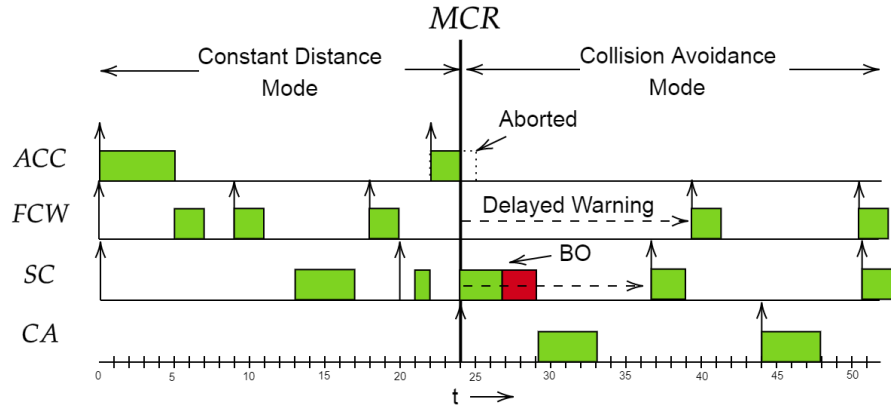 MCR
Constant Distance
Mode
Collision Avoidance
Mode
Aborted
ACC
FCW
Delayed Warning
BO
SC
CA
0 5 10 15 20 25 30 35 40 45 50
t